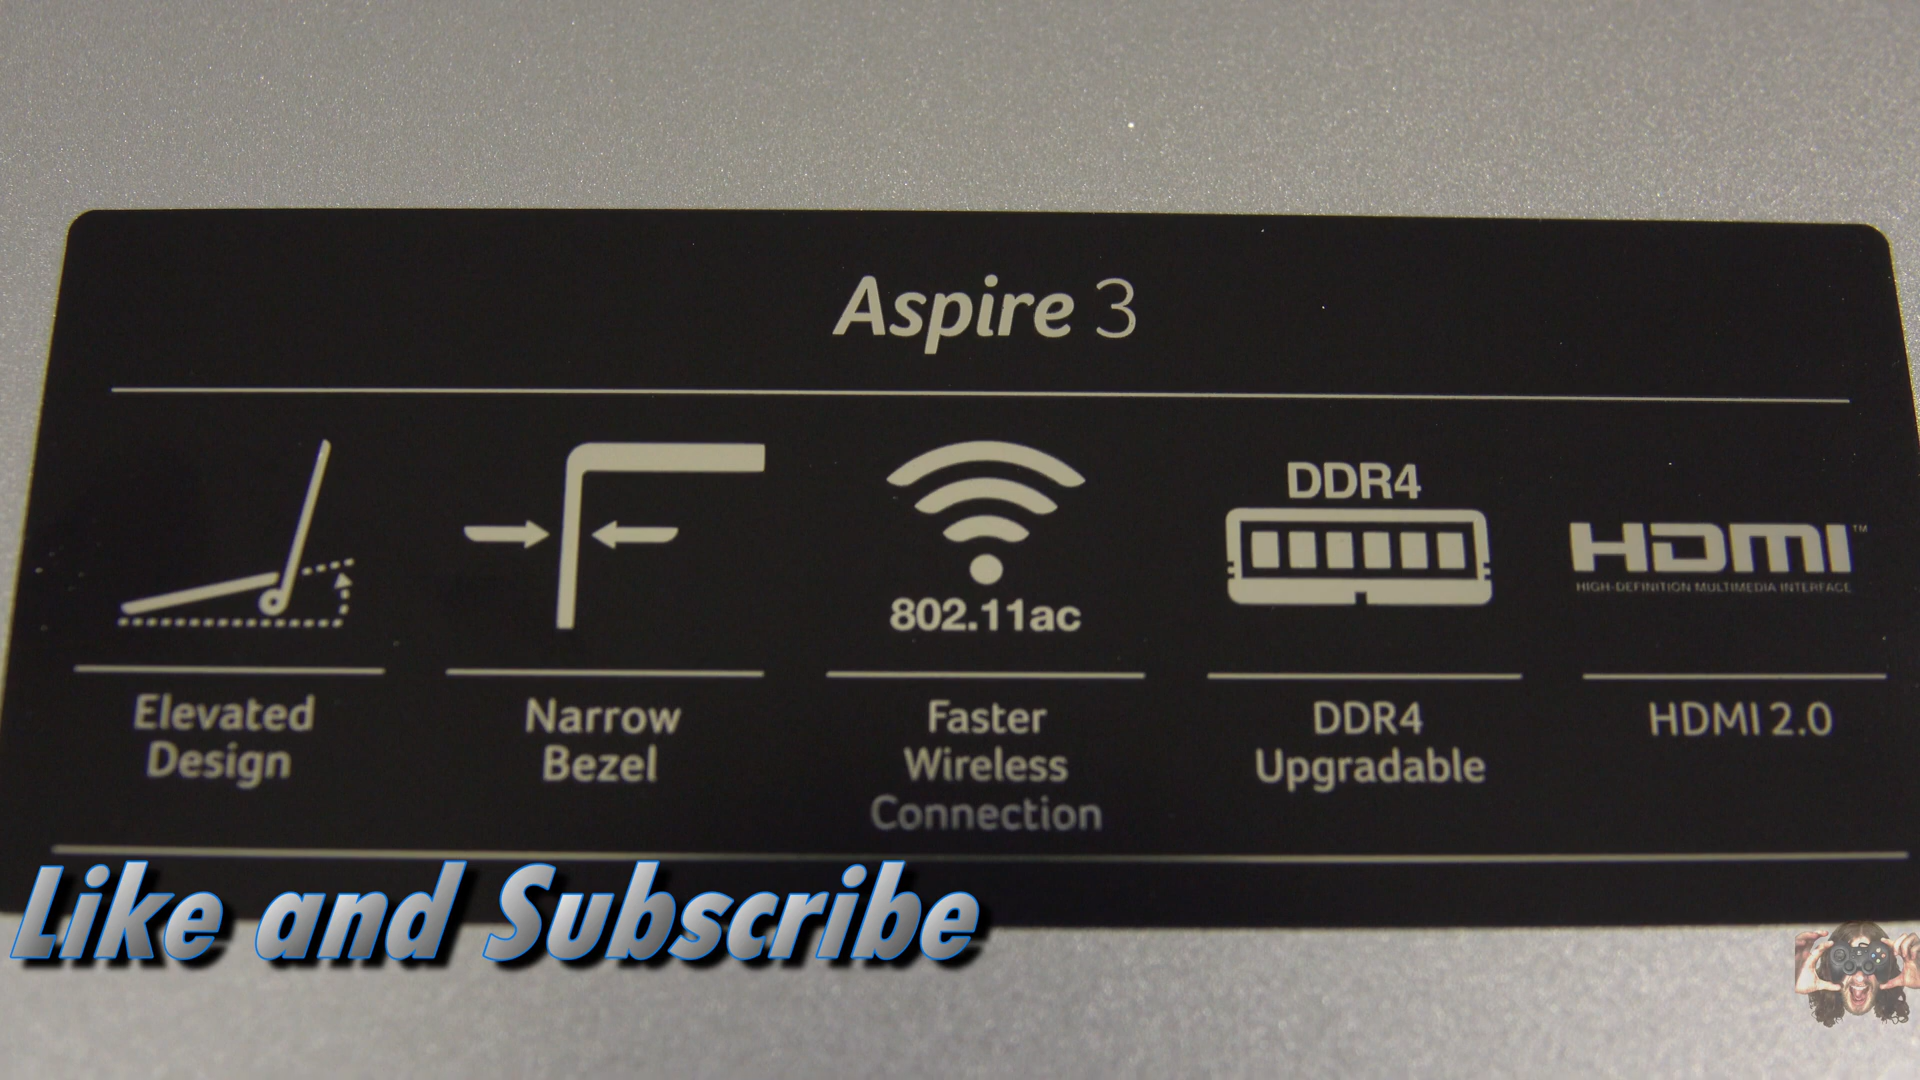 Aspire 3
DDR4
HDMI™
HIGH-DEFINITION MULTIMEDIA INTERFACE
802.11ac
Elevated
Design
Narrow
Bezel
Faster
Wireless
Connection
DDR4
Upgradable
HDMI 2.0
Like and Subscribe